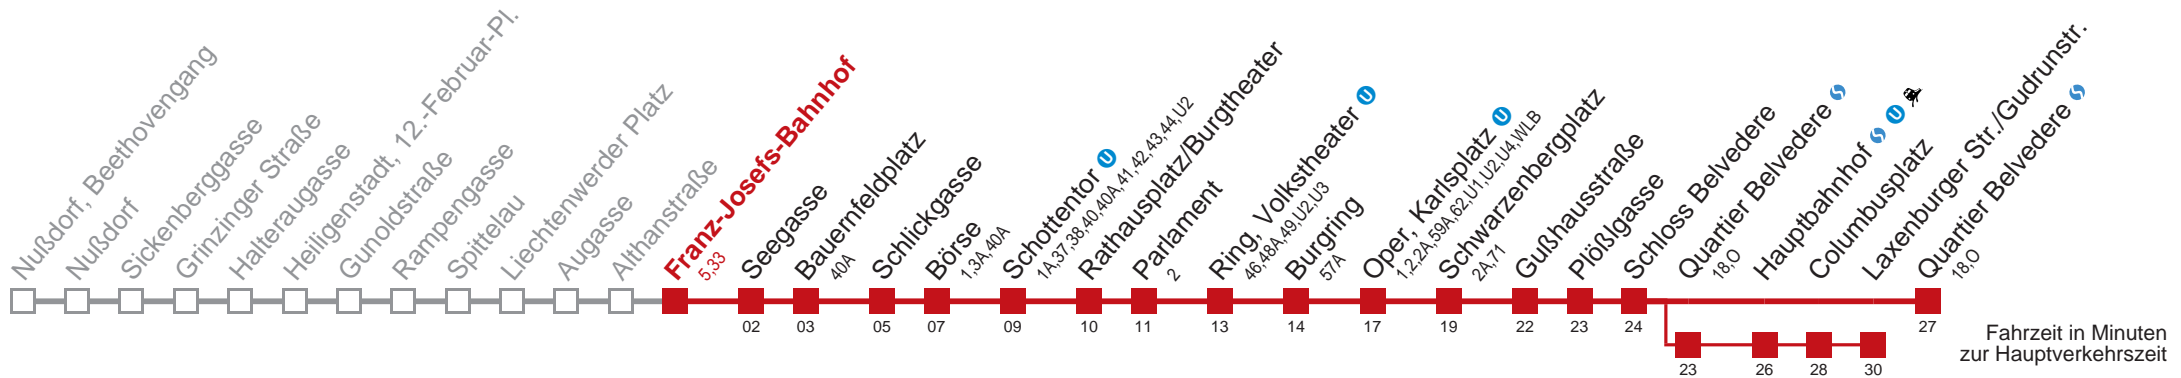 Nußdorf, Beethovengang
Nußdorf
Sickenberggasse
Grinzinger Straße
Halteraugasse
Heiligenstadt, 12.-Februar-Pl.
Gunoldstraße
Rampengasse
Spittelau
Liechtenwerder Platz
Augasse
Althanstraße
Franz-Josefs-Bahnhof
5,33
Seegasse
Bauernfeldplatz
40A
Schlickgasse
Börse
1,3A,40A
Schottentor U
1A,37,38,40,40A,41,42,43,44,U2
Rathausplatz/Burgtheater
Parlament
2
Ring, Volkstheater U
46,48A,49,U2,U3
Burgring
57A
Oper, Karlsplatz U
1,2,2A,59A,62,U1,U2,U4,WLB
Schwarzenbergplatz
2A,71
Gußhausstraße
Plößlgasse
Schloss Belvedere
Quartier Belvedere S
18,O
Hauptbahnhof S U
Columbusplatz
Laxenburger Str./Gudrunstr.
Quartier Belvedere S
18,O
02 03 05 07 09 10 11 13 14 17 19 22 23 24 27
23 26 28 30
Fahrzeit in Minuten
zur Hauptverkehrszeit